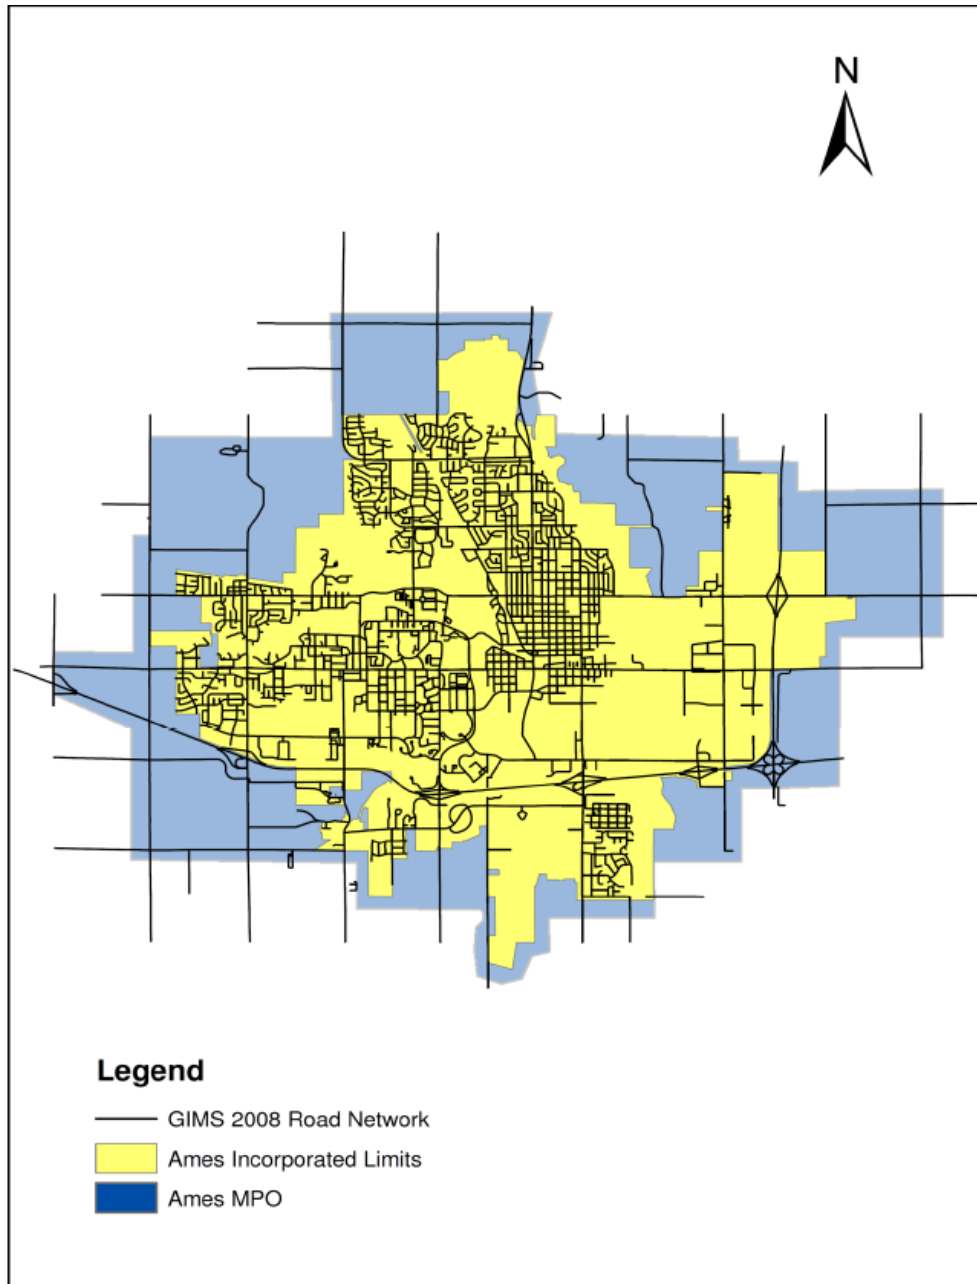 N
Legend
GIMS 2008 Road Network
Ames Incorporated Limits
Ames MPO